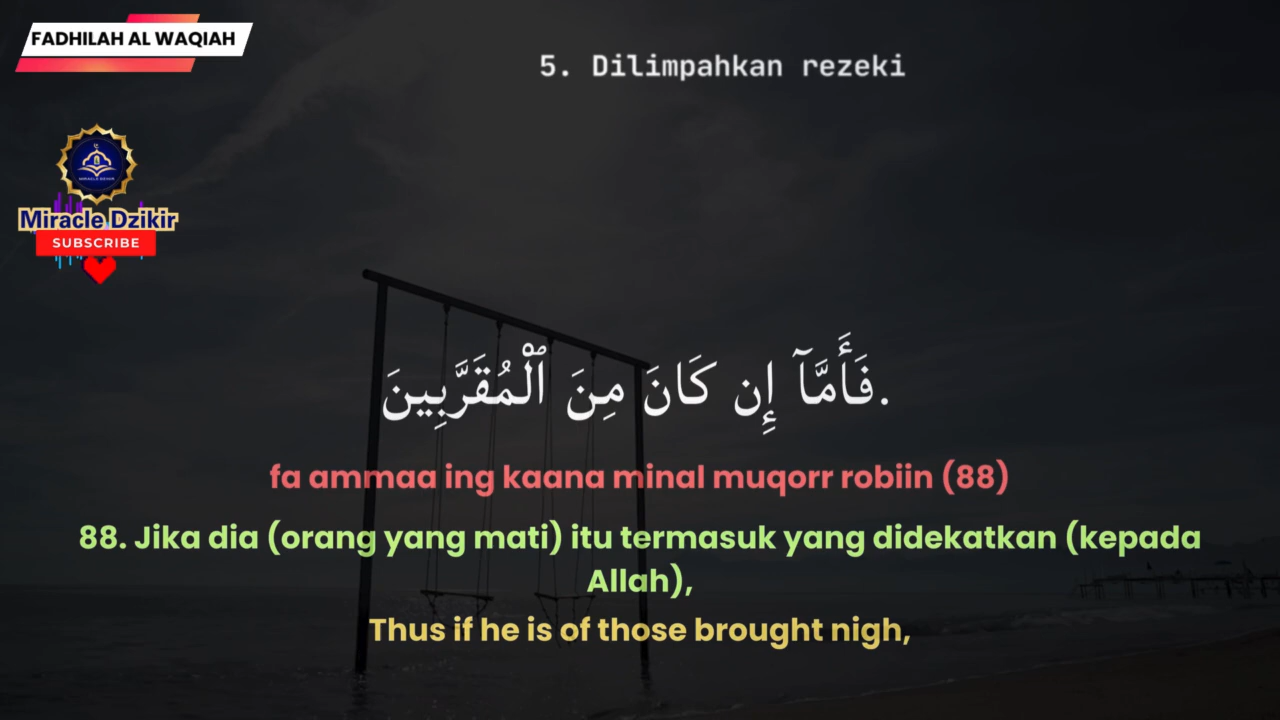 FADHILAH AL WAQIAH
5. Dilimpahkan rezeki
Miracle Dzikir
SUBSCRIBE
فَأَمَّآ إِن كَانَ مِنَ ٱلْمُقَرَّبِينَ.
fa ammaa ing kaana minal muqorr robiin (88)
88. Jika dia (orang yang mati) itu termasuk yang didekatkan (kepada
Allah),
Thus if he is of those brought nigh,